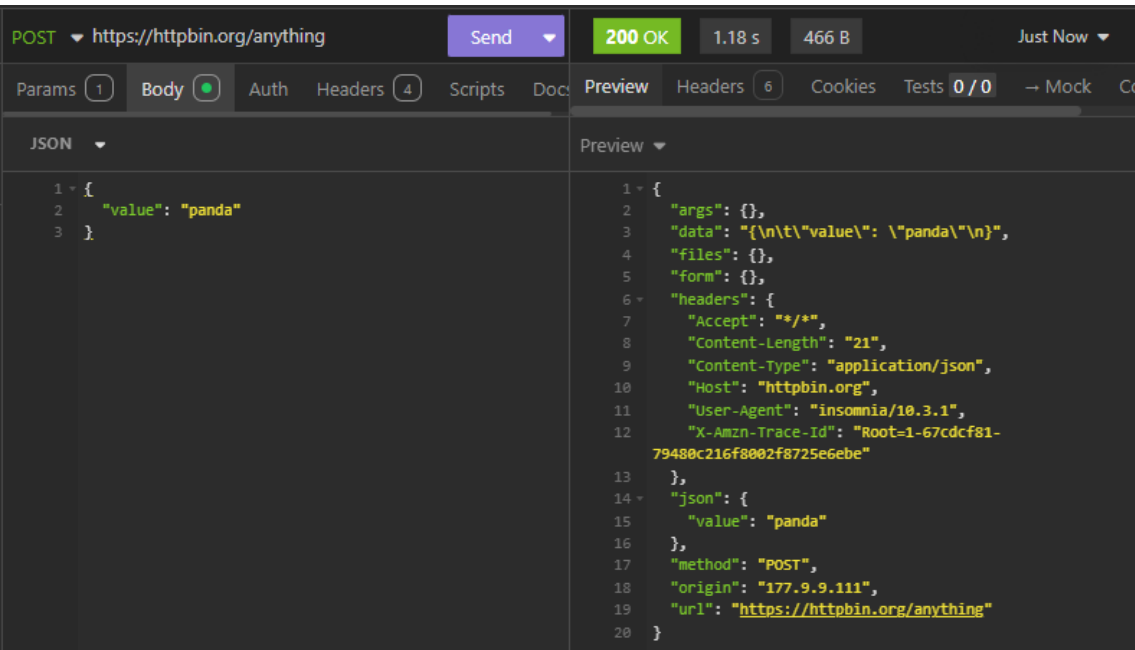 POST https://httpbin.org/anything Send
200 OK 1.18 s 466 B Just Now
Params 1 Body Auth Headers 4 Scripts Docs
Preview Headers 6 Cookies Tests 0 / 0 → Mock Co
JSON
Preview
1 {
2 "value": "panda"
3 }
1 {
2 "args": {},
3 "data": "{\n\t\"value\": \"panda\"\n}",
4 "files": {},
5 "form": {},
6 "headers": {
7 "Accept": "*/*",
8 "Content-Length": "21",
9 "Content-Type": "application/json",
10 "Host": "httpbin.org",
11 "User-Agent": "insomnia/10.3.1",
12 "X-Amzn-Trace-Id": "Root=1-67cdcf81-
79480c216f8002f8725e6ebe"
13 },
14 "json": {
15 "value": "panda"
16 },
17 "method": "POST",
18 "origin": "177.9.9.111",
19 "url": "https://httpbin.org/anything"
20 }